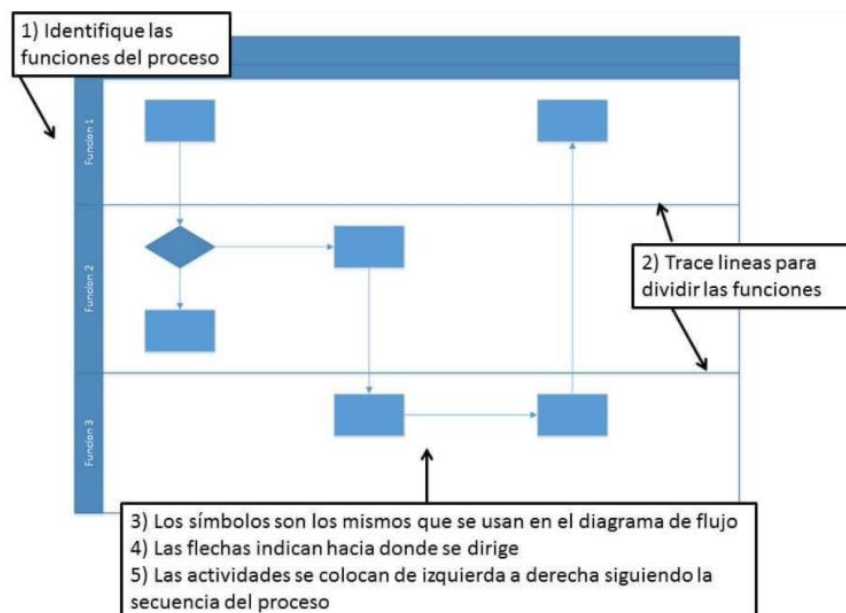 1) Identifique las
funciones del proceso
Funcion 1
Funcion 2
2) Trace lineas para
dividir las funciones
Funcion 3
3) Los símbolos son los mismos que se usan en el diagrama de flujo
4) Las flechas indican hacia donde se dirige
5) Las actividades se colocan de izquierda a derecha siguiendo la
secuencia del proceso